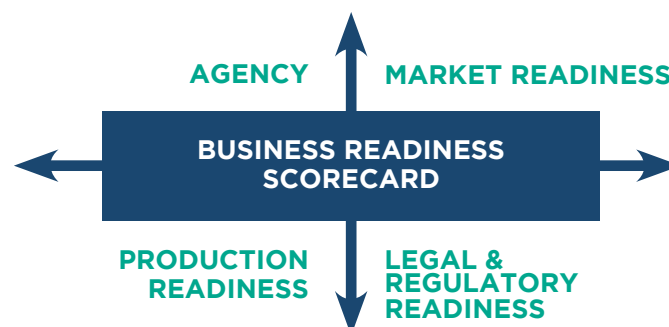 AGENCY
MARKET READINESS
BUSINESS READINESS
SCORECARD
PRODUCTION
READINESS
LEGAL &
REGULATORY
READINESS